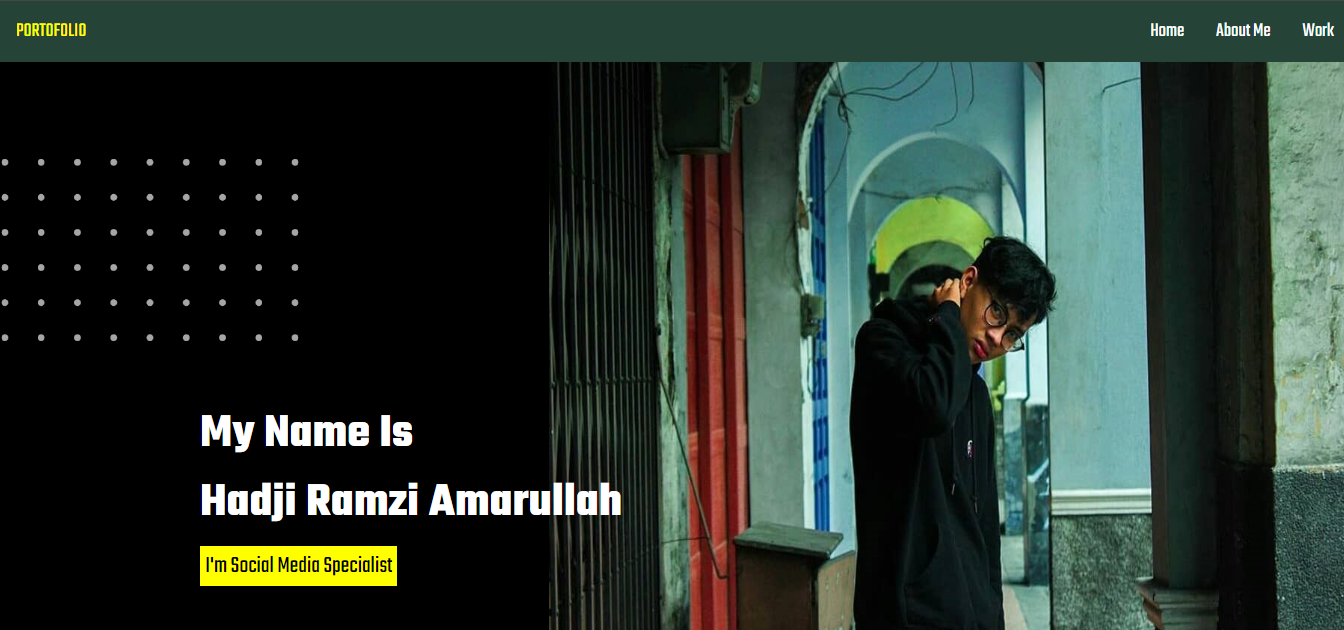 PORTOFOLIO
Home About Me Work
My Name Is
Hadji Ramzi Amarullah
I'm Social Media Specialist